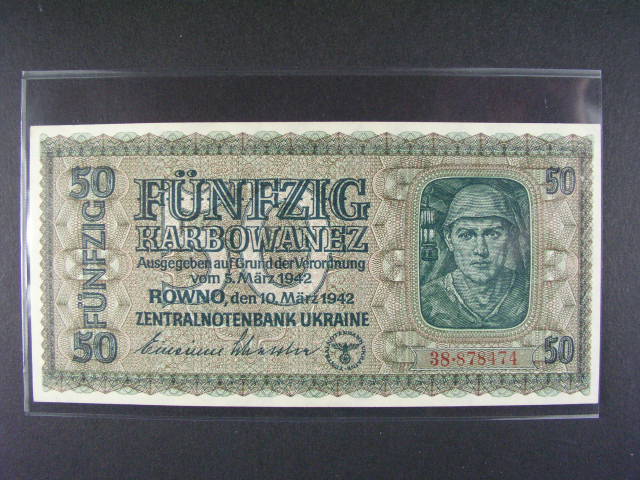 50
FÜNFZIG
50
FÜNFZIG
KARBOWANEZ
Ausgegeben auf Grund der Verordnung
vom 5. März 1942
ROWNO, den 10. März 1942
ZENTRALNOTENBANK UKRAINE
50
50
38·878474
50